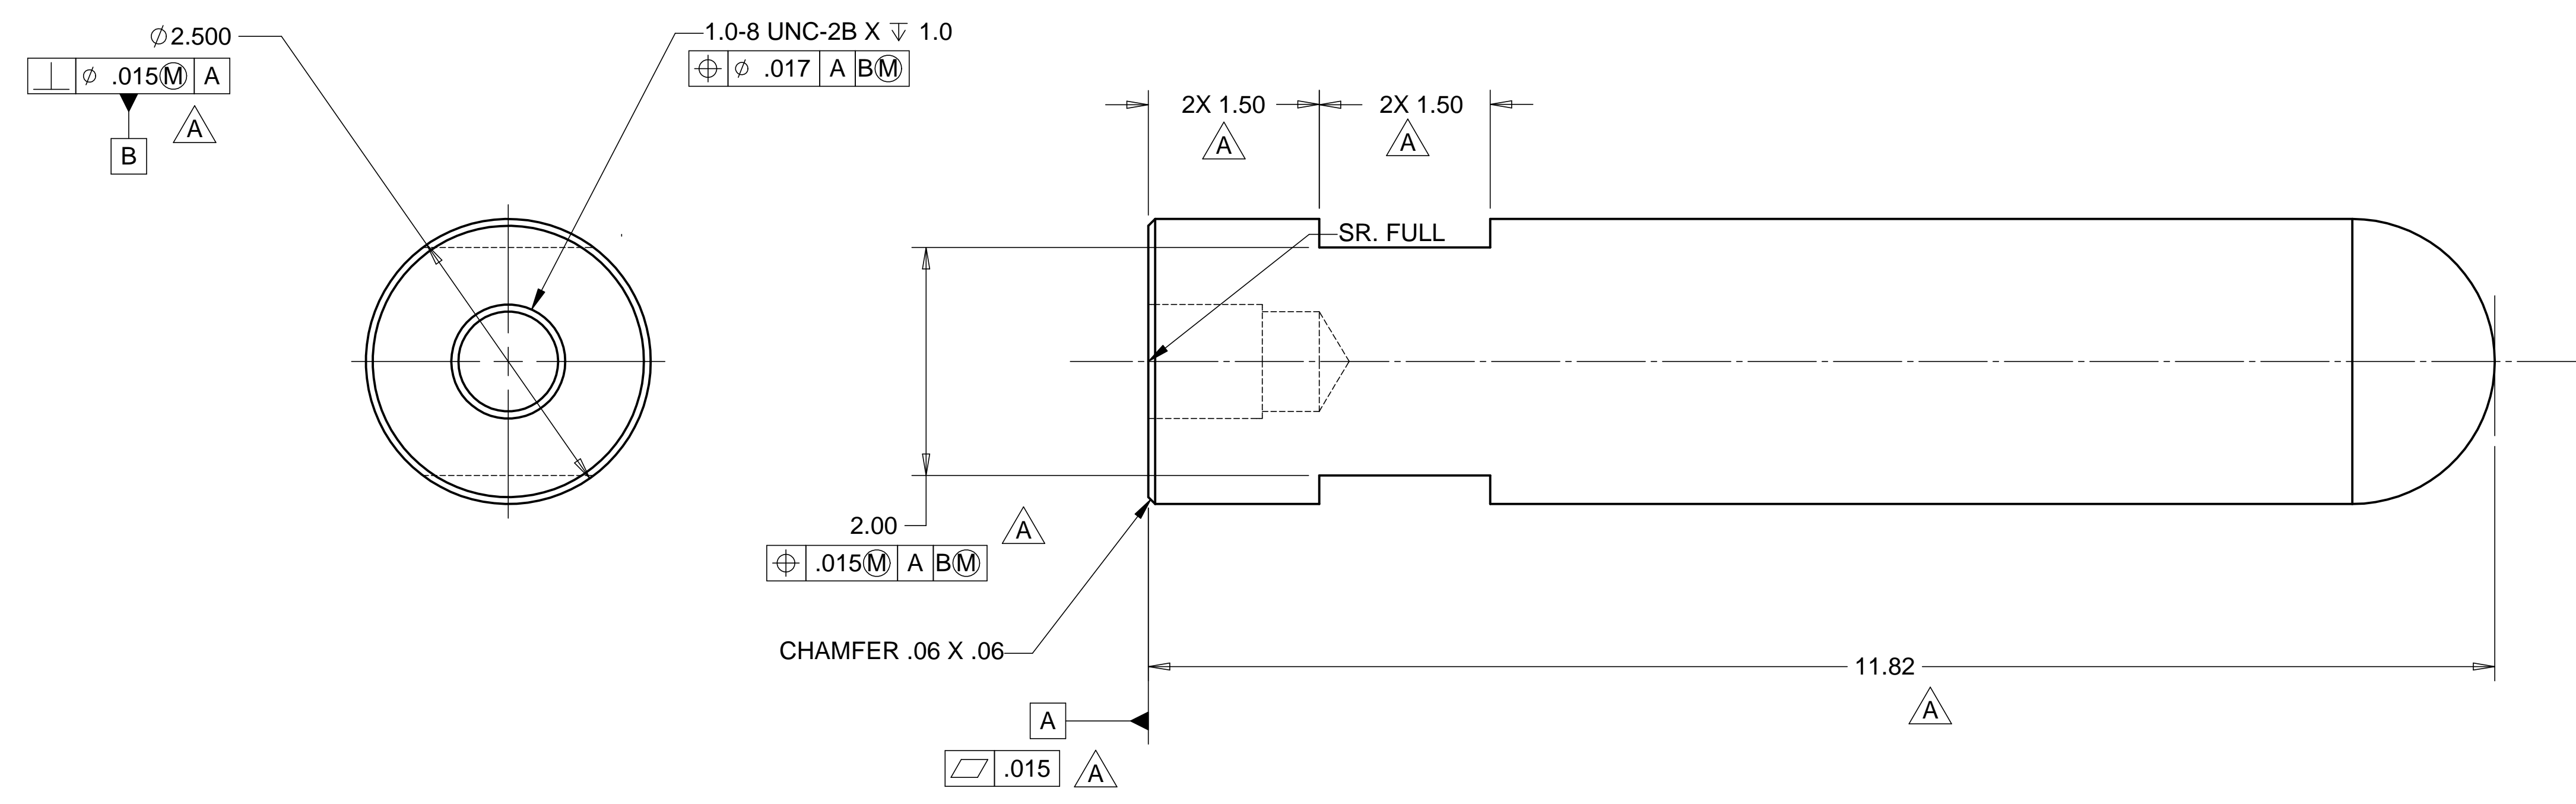 ⌀2.500
⟂ ⌀ .015Ⓜ A
A
B
1.0-8 UNC-2B X ↧ 1.0
⌖ ⌀ .017 A BⓂ
2X 1.50
A
2X 1.50
A
SR. FULL
2.00
A
⌖ .015Ⓜ A BⓂ
CHAMFER .06 X .06
11.82
A
A
⏥ .015
A